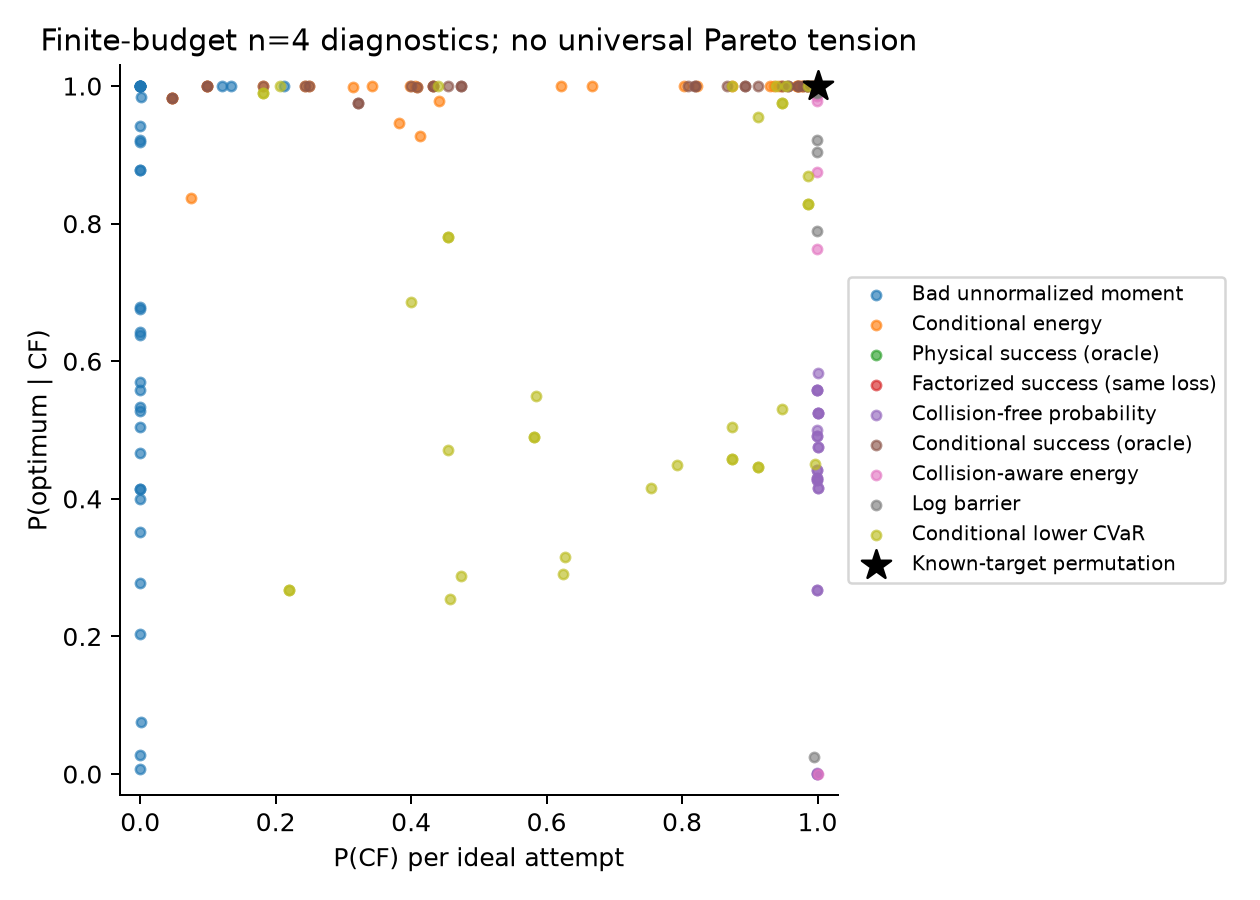 Finite-budget n=4 diagnostics; no universal Pareto tension
1.0
0.8
0.6
0.4
0.2
0.0
P(optimum | CF)
0.0 0.2 0.4 0.6 0.8 1.0
P(CF) per ideal attempt
Bad unnormalized moment
Conditional energy
Physical success (oracle)
Factorized success (same loss)
Collision-free probability
Conditional success (oracle)
Collision-aware energy
Log barrier
Conditional lower CVaR
Known-target permutation